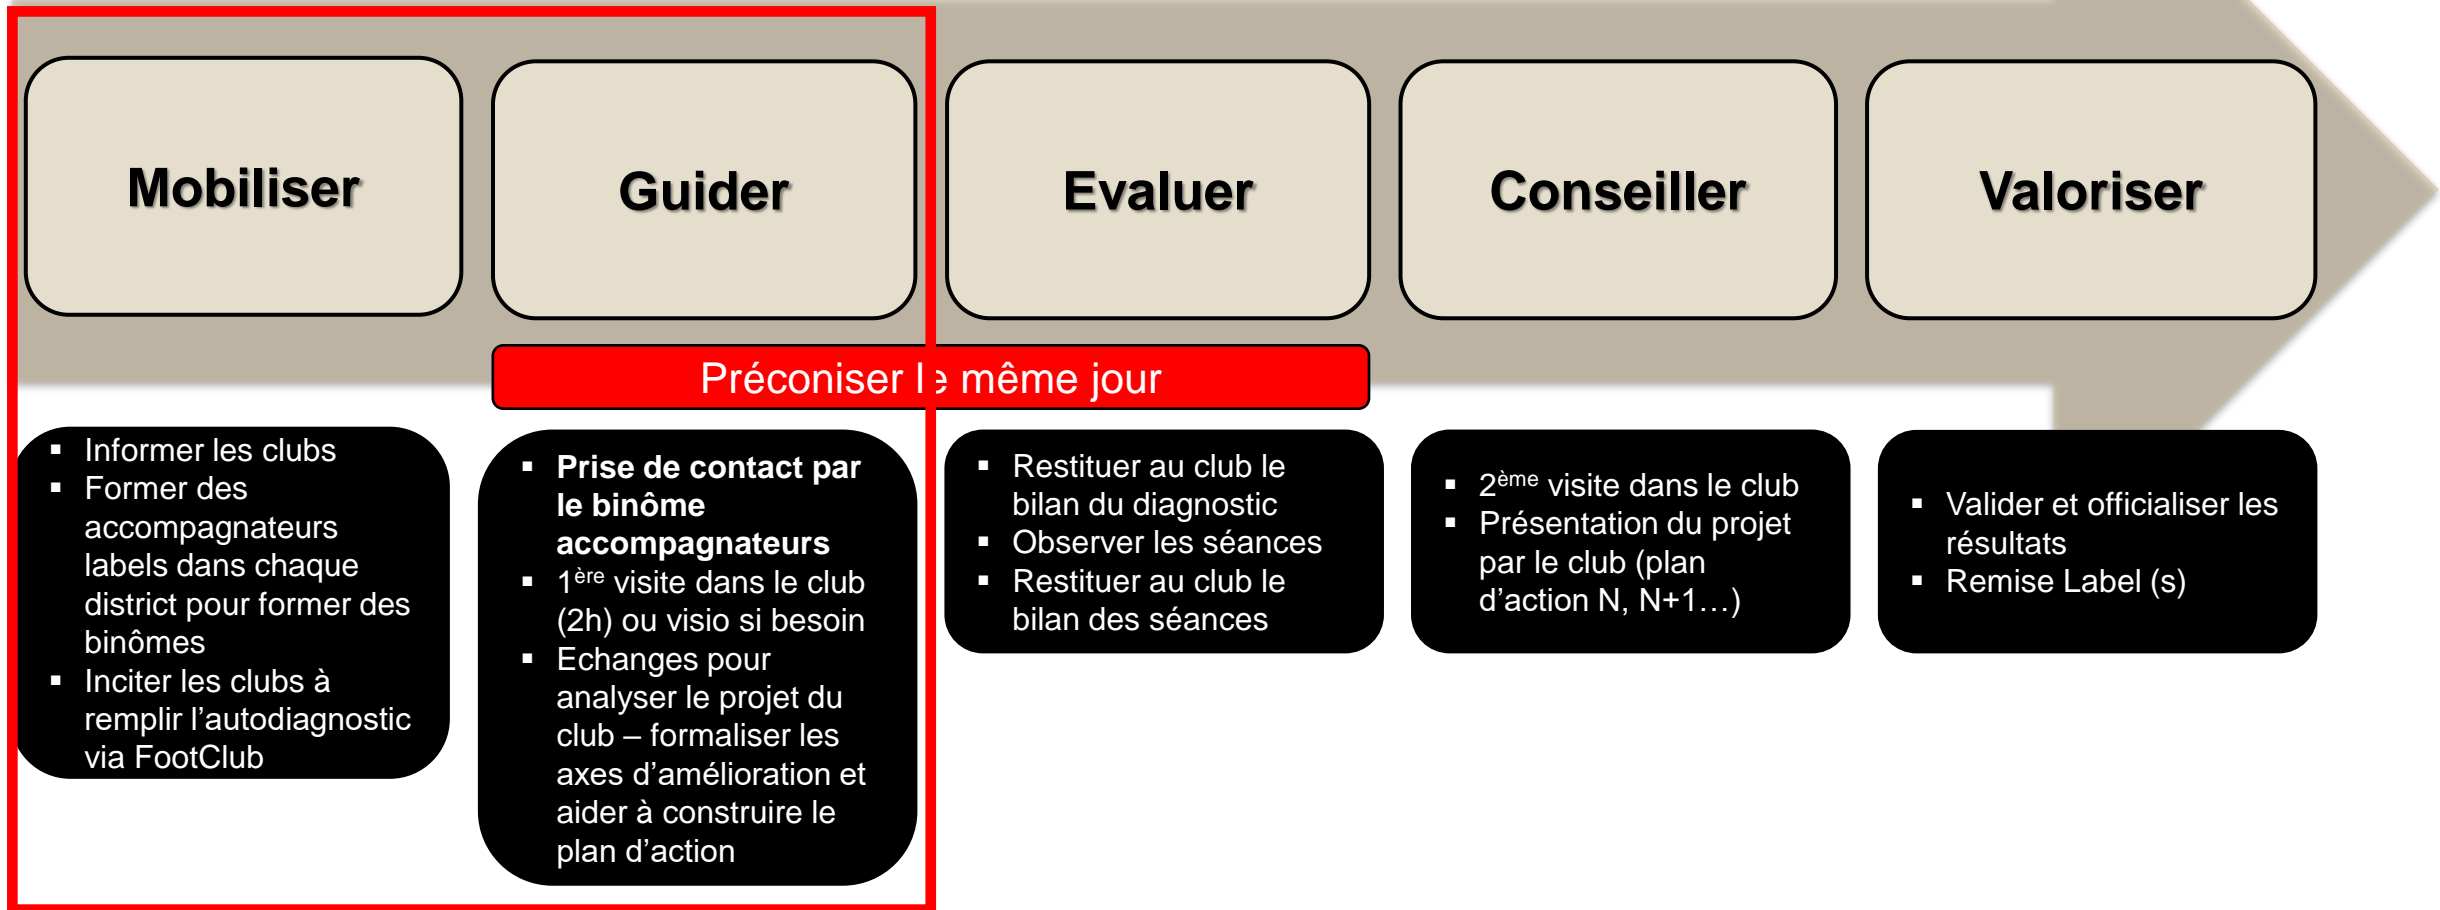 Mobiliser
Guider
Evaluer
Conseiller
Valoriser
Préconiser le même jour
▪ Informer les clubs
▪ Former des
accompagnateurs
labels dans chaque
district pour former des
binômes
▪ Inciter les clubs à
remplir l’autodiagnostic
via FootClub
▪ Prise de contact par
le binôme
accompagnateurs
▪ 1ère visite dans le club
(2h) ou visio si besoin
▪ Echanges pour
analyser le projet du
club – formaliser les
axes d’amélioration et
aider à construire le
plan d’action
▪ Restituer au club le
bilan du diagnostic
▪ Observer les séances
▪ Restituer au club le
bilan des séances
▪ 2ème visite dans le club
▪ Présentation du projet
par le club (plan
d’action N, N+1…)
▪ Valider et officialiser les
résultats
▪ Remise Label (s)